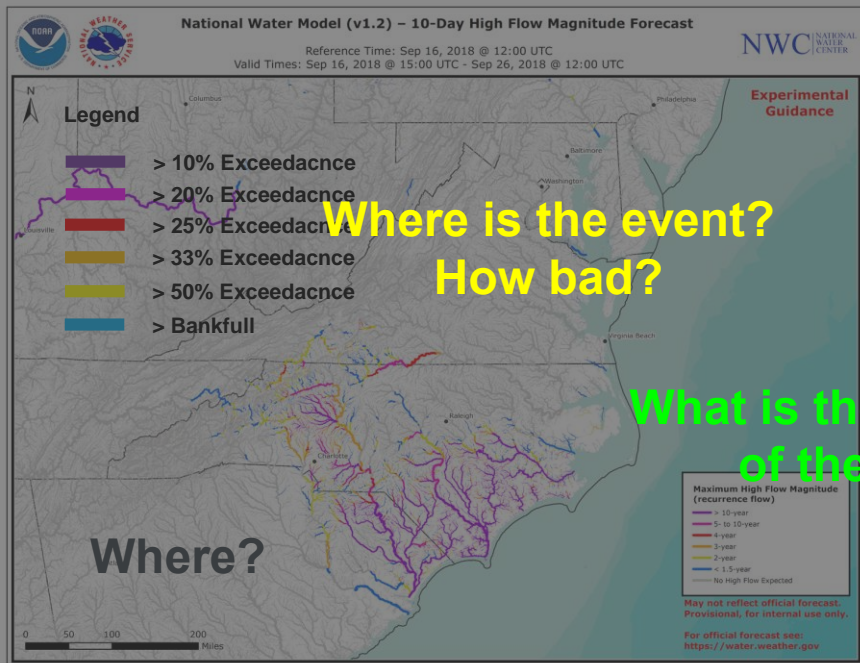 National Water Model (v1.2) – 10-Day High Flow Magnitude Forecast
Reference Time: Sep 16, 2018 @ 12:00 UTC
Valid Times: Sep 16, 2018 @ 15:00 UTC - Sep 26, 2018 @ 12:00 UTC
NOAA
NATIONAL WEATHER SERVICE
NWC NATIONAL WATER CENTER
Experimental
Guidance
N
Legend
> 10% Exceedacnce
> 20% Exceedacnce
> 25% Exceedacnce
> 33% Exceedacnce
> 50% Exceedacnce
> Bankfull
Columbus
Philadelphia
Baltimore
Washington
Louisville
Where is the event?
How bad?
Virginia Beach
Raleigh
Charlotte
What is th
of the
Where?
Maximum High Flow Magnitude
(recurrence flow)
> 10-year
5- to 10-year
4-year
3-year
2-year
< 1.5-year
No High Flow Expected
May not reflect official forecast.
Provisional, for internal use only.
For official forecast see:
https://water.weather.gov
0 50 100 200
Miles